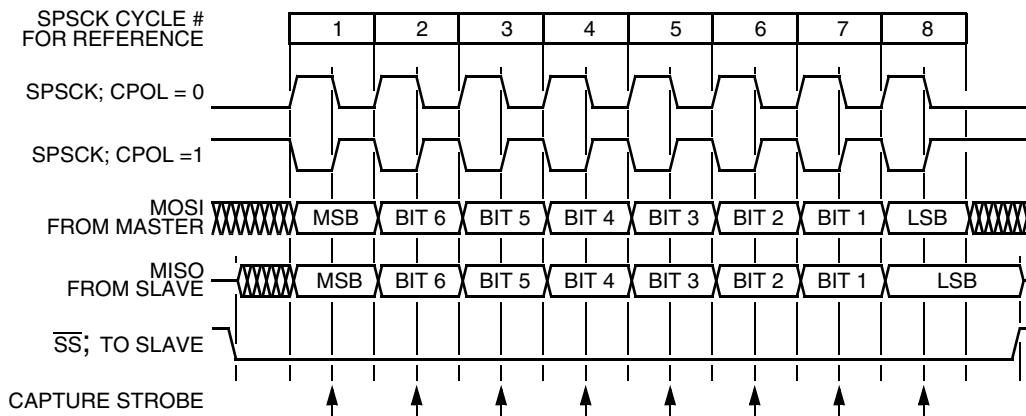 SPSCK CYCLE #
FOR REFERENCE
1 2 3 4 5 6 7 8
SPSCK; CPOL = 0
SPSCK; CPOL =1
MOSI
FROM MASTER
MSB BIT 6 BIT 5 BIT 4 BIT 3 BIT 2 BIT 1 LSB
MISO
FROM SLAVE
MSB BIT 6 BIT 5 BIT 4 BIT 3 BIT 2 BIT 1 LSB
SS; TO SLAVE
CAPTURE STROBE